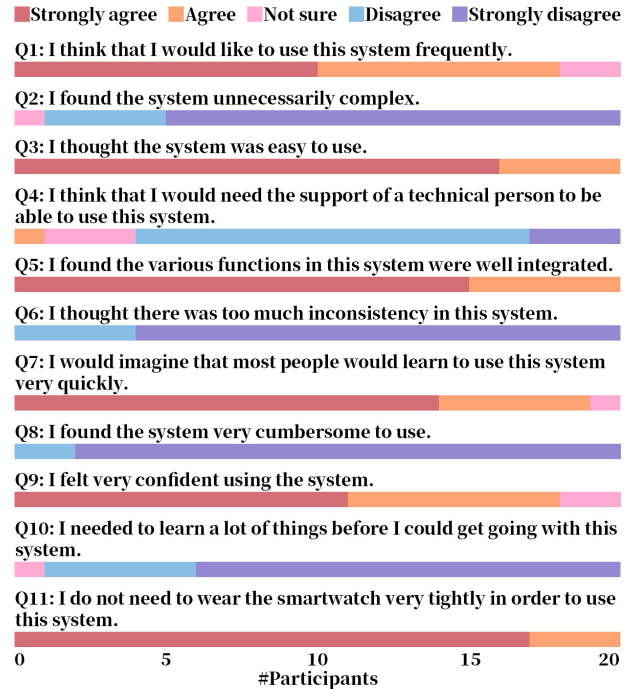 Strongly agree Agree Not sure Disagree Strongly disagree
Q1: I think that I would like to use this system frequently.
Q2: I found the system unnecessarily complex.
Q3: I thought the system was easy to use.
Q4: I think that I would need the support of a technical person to be
able to use this system.
Q5: I found the various functions in this system were well integrated.
Q6: I thought there was too much inconsistency in this system.
Q7: I would imagine that most people would learn to use this system
very quickly.
Q8: I found the system very cumbersome to use.
Q9: I felt very confident using the system.
Q10: I needed to learn a lot of things before I could get going with this
system.
Q11: I do not need to wear the smartwatch very tightly in order to use
this system.
0 5 10 15 20
#Participants